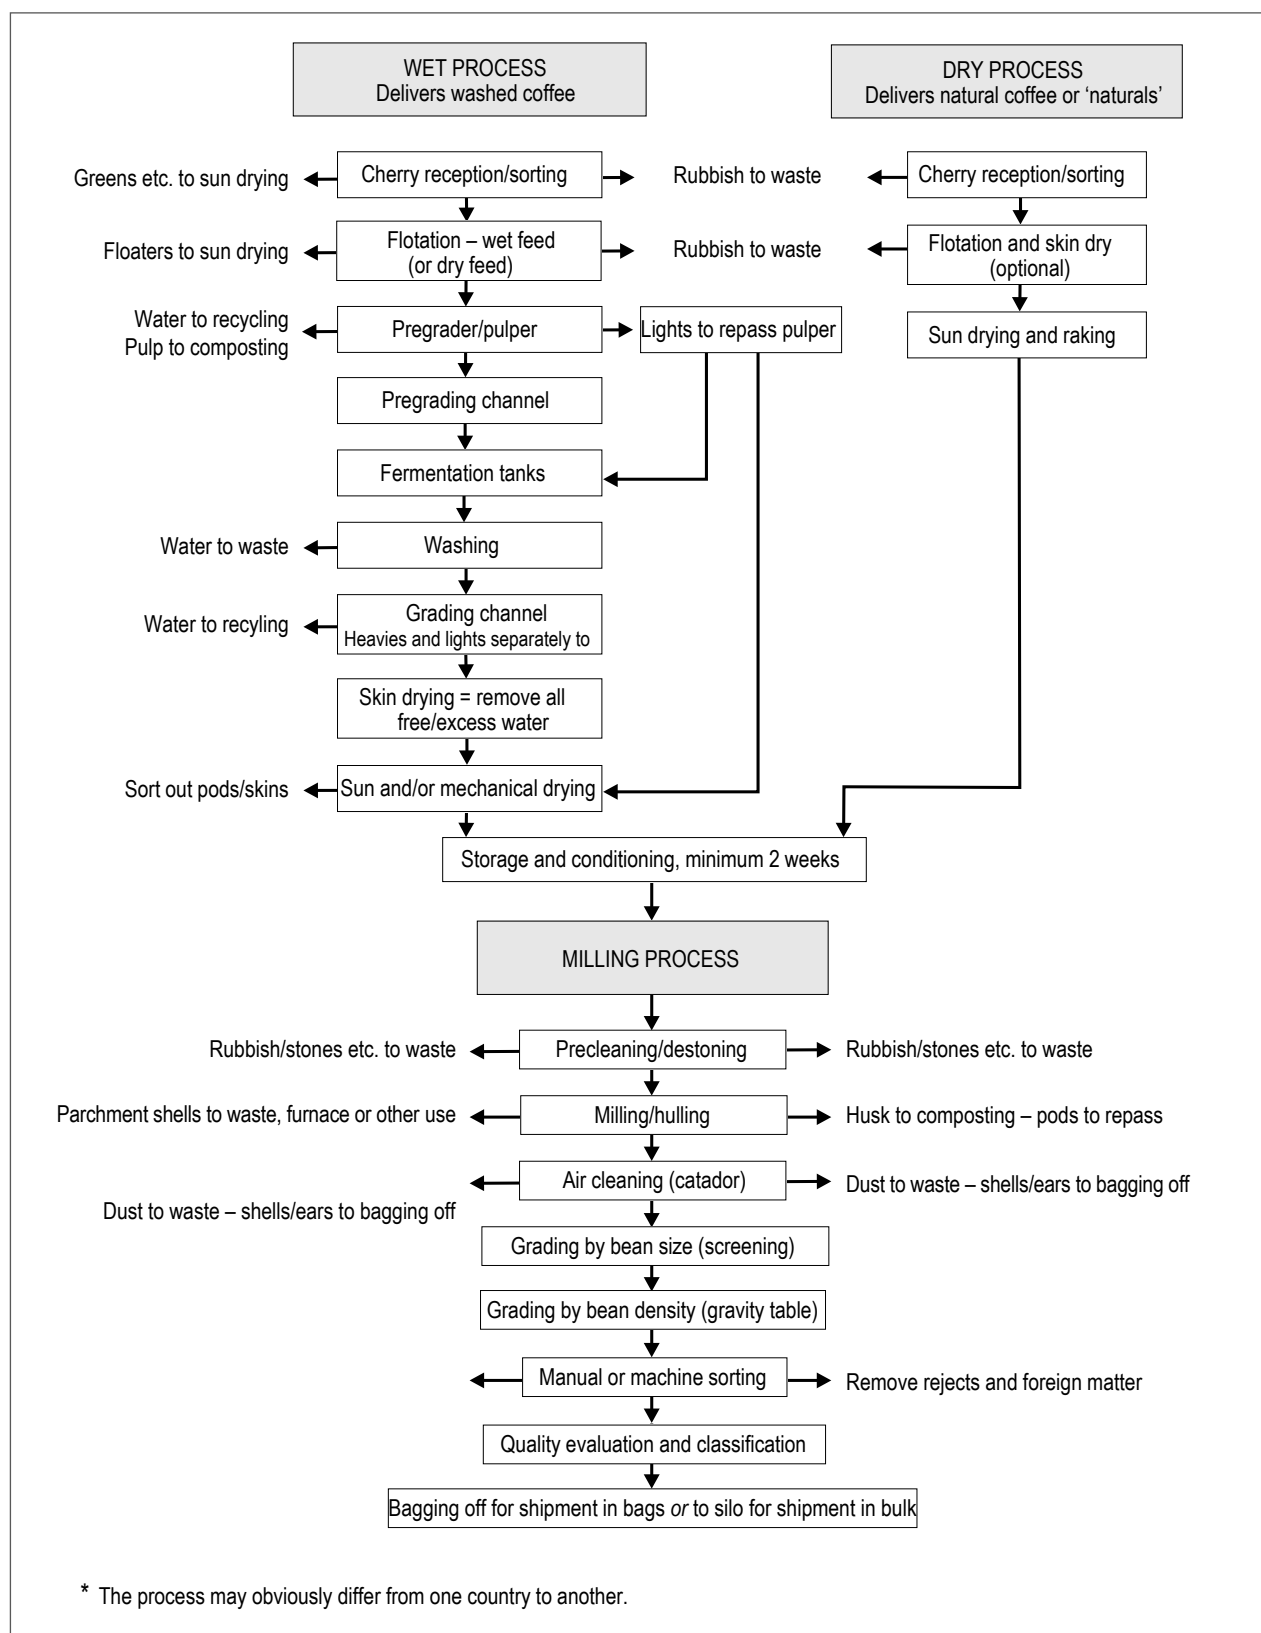 WET PROCESS
Delivers washed coffee
DRY PROCESS
Delivers natural coffee or ‘naturals’
Greens etc. to sun drying
Cherry reception/sorting
Rubbish to waste
Cherry reception/sorting
Floaters to sun drying
Flotation – wet feed
(or dry feed)
Rubbish to waste
Flotation and skin dry
(optional)
Water to recycling
Pulp to composting
Pregrader/pulper
Lights to repass pulper
Sun drying and raking
Pregrading channel
Fermentation tanks
Water to waste
Washing
Water to recyling
Grading channel
Heavies and lights separately to
Skin drying = remove all
free/excess water
Sort out pods/skins
Sun and/or mechanical drying
Storage and conditioning, minimum 2 weeks
MILLING PROCESS
Rubbish/stones etc. to waste
Precleaning/destoning
Rubbish/stones etc. to waste
Parchment shells to waste, furnace or other use
Milling/hulling
Husk to composting – pods to repass
Air cleaning (catador)
Dust to waste – shells/ears to bagging off
Dust to waste – shells/ears to bagging off
Grading by bean size (screening)
Grading by bean density (gravity table)
Manual or machine sorting
Remove rejects and foreign matter
Quality evaluation and classification
Bagging off for shipment in bags or to silo for shipment in bulk
* The process may obviously differ from one country to another.